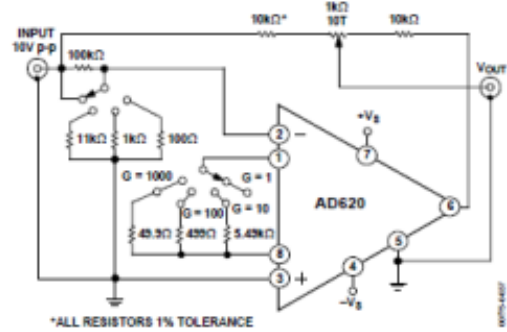 INPUT
10V p-p
100kΩ
10kΩ*
1kΩ
10T
10kΩ
VOUT
11kΩ
1kΩ
100Ω
G = 1000
G = 1
G = 100
G = 10
49.9Ω
499Ω
5.49kΩ
2
−
1
8
3
+
+VS
7
AD620
6
5
4
−VS
*ALL RESISTORS 1% TOLERANCE